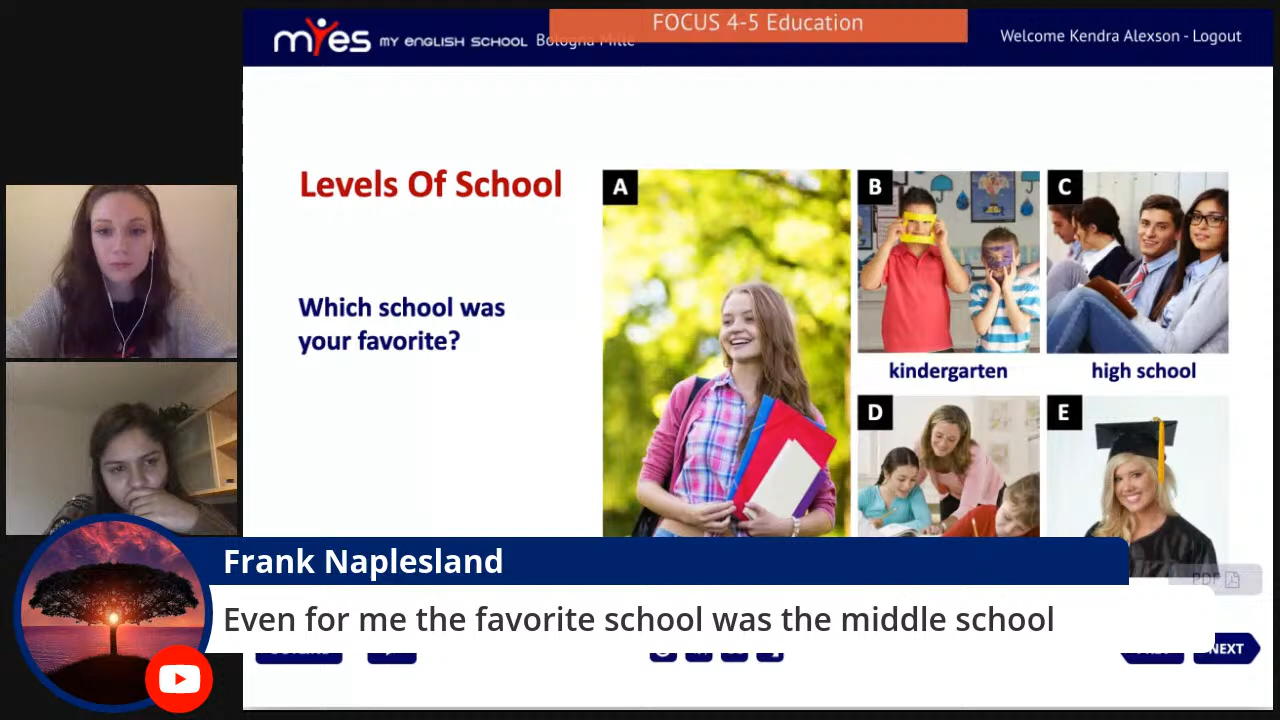 FOCUS 4-5 Education
myes MY ENGLISH SCHOOL Bologna Mille
Welcome Kendra Alexson - Logout
Levels Of School
Which school was
your favorite?
A
B
C
kindergarten
high school
D
E
PDF
Frank Naplesland
Even for me the favorite school was the middle school
NEXT